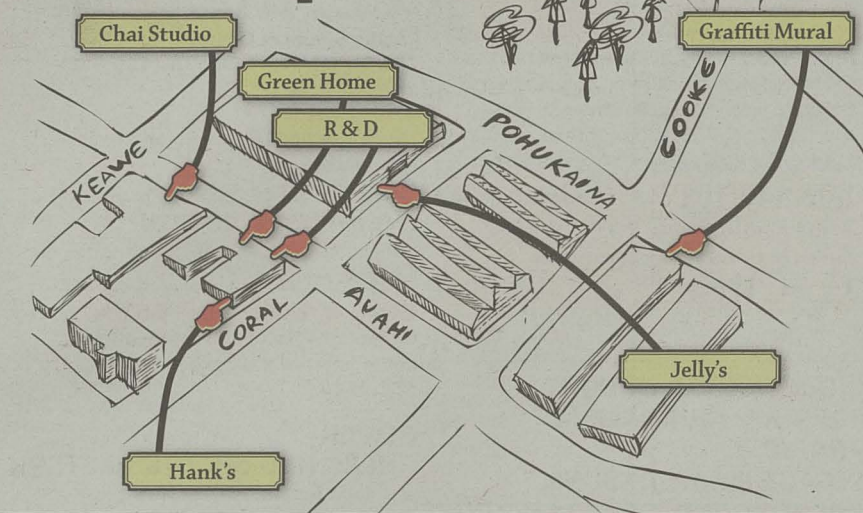 Chai Studio
Graffiti Mural
Green Home
R & D
COOKE
POHUKAINA
KEAWE
AUAHI
CORAL
Jelly's
Hank's